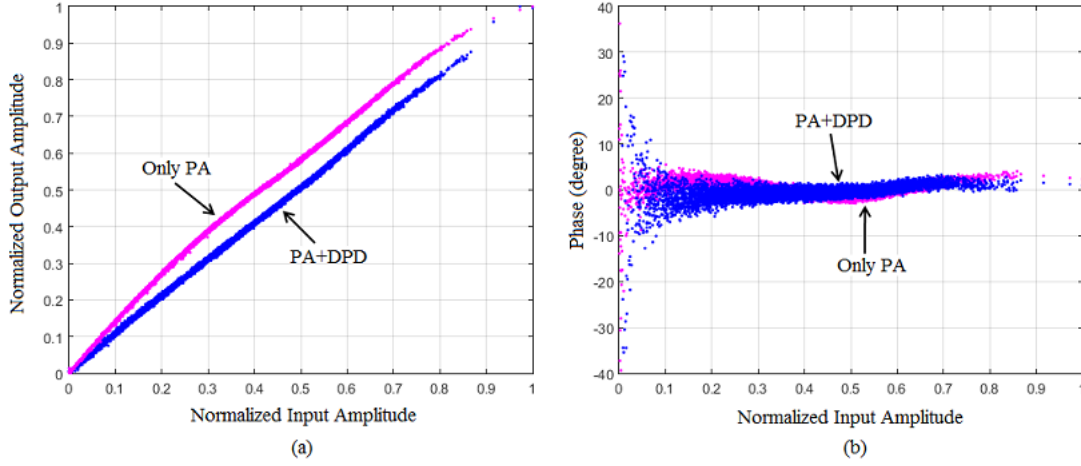 1
0.9
0.8
0.7
0.6
0.5
0.4
0.3
0.2
0.1
0
Normalized Output Amplitude
Only PA
PA+DPD
0 0.1 0.2 0.3 0.4 0.5 0.6 0.7 0.8 0.9 1
Normalized Input Amplitude
(a)
40
30
20
10
0
-10
-20
-30
-40
Phase (degree)
PA+DPD
Only PA
0 0.1 0.2 0.3 0.4 0.5 0.6 0.7 0.8 0.9 1
Normalized Input Amplitude
(b)